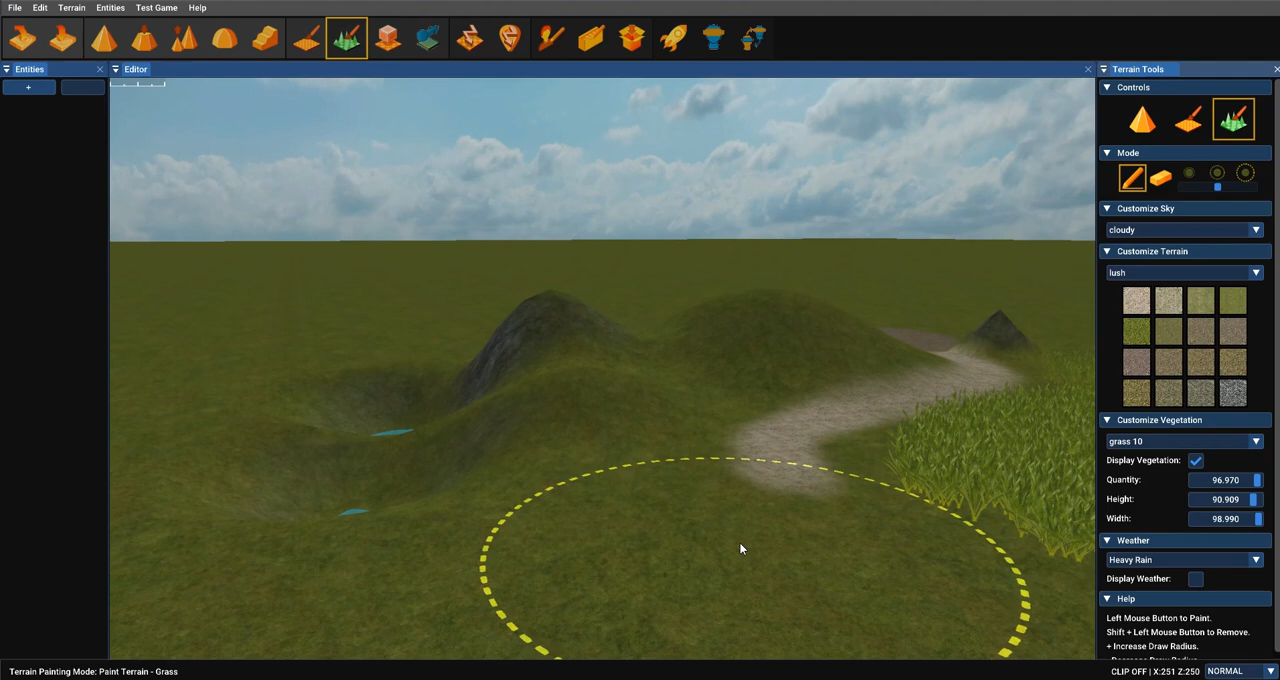 File Edit Terrain Entities Test Game Help
Entities
Editor
Terrain Tools
+
Controls
Mode
Customize Sky
cloudy
Customize Terrain
lush
Customize Vegetation
grass 10
Display Vegetation:
Quantity: 96.970
Height: 90.909
Width: 98.990
Weather
Heavy Rain
Display Weather:
Help
Left Mouse Button to Paint.
Shift + Left Mouse Button to Remove.
+ Increase Draw Radius.
Terrain Painting Mode: Paint Terrain - Grass
CLIP OFF | X:251 Z:250 NORMAL